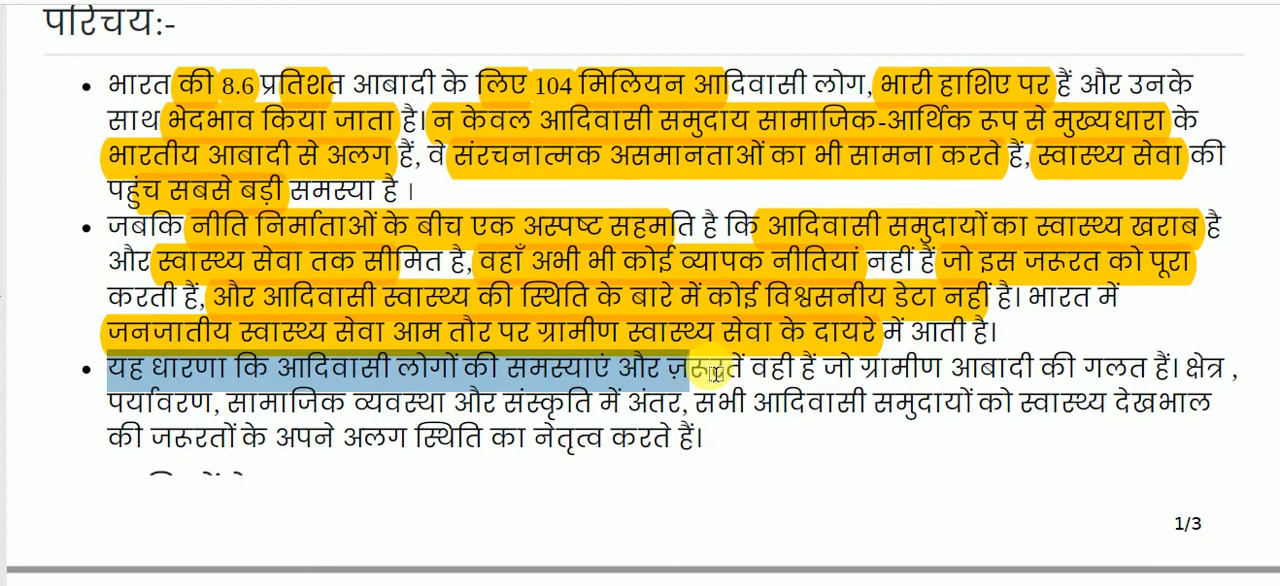 परिचय:-
भारत की 8.6 प्रतिशत आबादी के लिए 104 मिलियन आदिवासी लोग, भारी हाशिए पर हैं और उनके
साथ भेदभाव किया जाता है। न केवल आदिवासी समुदाय सामाजिक-आर्थिक रूप से मुख्यधारा के
भारतीय आबादी से अलग हैं, वे संरचनात्मक असमानताओं का भी सामना करते हैं, स्वास्थ्य सेवा की
पहुंच सबसे बड़ी समस्या है ।
जबकि नीति निर्माताओं के बीच एक अस्पष्ट सहमति है कि आदिवासी समुदायों का स्वास्थ्य खराब है
और स्वास्थ्य सेवा तक सीमित है, वहाँ अभी भी कोई व्यापक नीतियां नहीं हैं जो इस जरूरत को पूरा
करती हैं, और आदिवासी स्वास्थ्य की स्थिति के बारे में कोई विश्वसनीय डेटा नहीं है। भारत में
जनजातीय स्वास्थ्य सेवा आम तौर पर ग्रामीण स्वास्थ्य सेवा के दायरे में आती है।
यह धारणा कि आदिवासी लोगों की समस्याएं और ज़रूरतें वही हैं जो ग्रामीण आबादी की गलत हैं। क्षेत्र ,
पर्यावरण, सामाजिक व्यवस्था और संस्कृति में अंतर, सभी आदिवासी समुदायों को स्वास्थ्य देखभाल
की जरूरतों के अपने अलग स्थिति का नेतृत्व करते हैं।
1/3